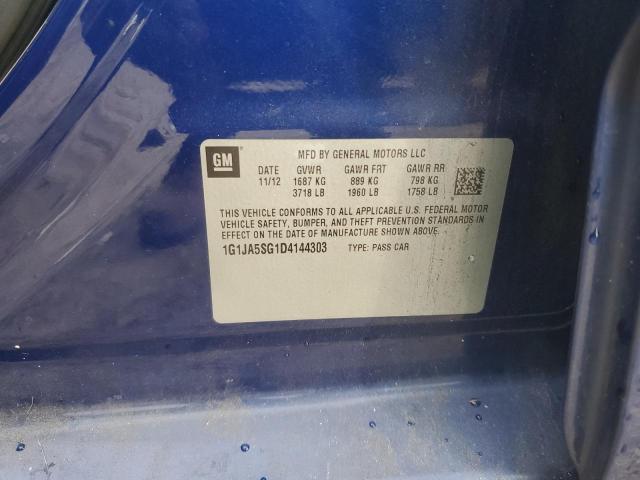 GM
MFD BY GENERAL MOTORS LLC
DATE GVWR GAWR FRT GAWR RR
11/12 1687 KG 889 KG 798 KG
3718 LB 1960 LB 1758 LB
THIS VEHICLE CONFORMS TO ALL APPLICABLE U.S. FEDERAL MOTOR
VEHICLE SAFETY, BUMPER, AND THEFT PREVENTION STANDARDS IN
EFFECT ON THE DATE OF MANUFACTURE SHOWN ABOVE.
1G1JA5SG1D4144303 TYPE: PASS CAR